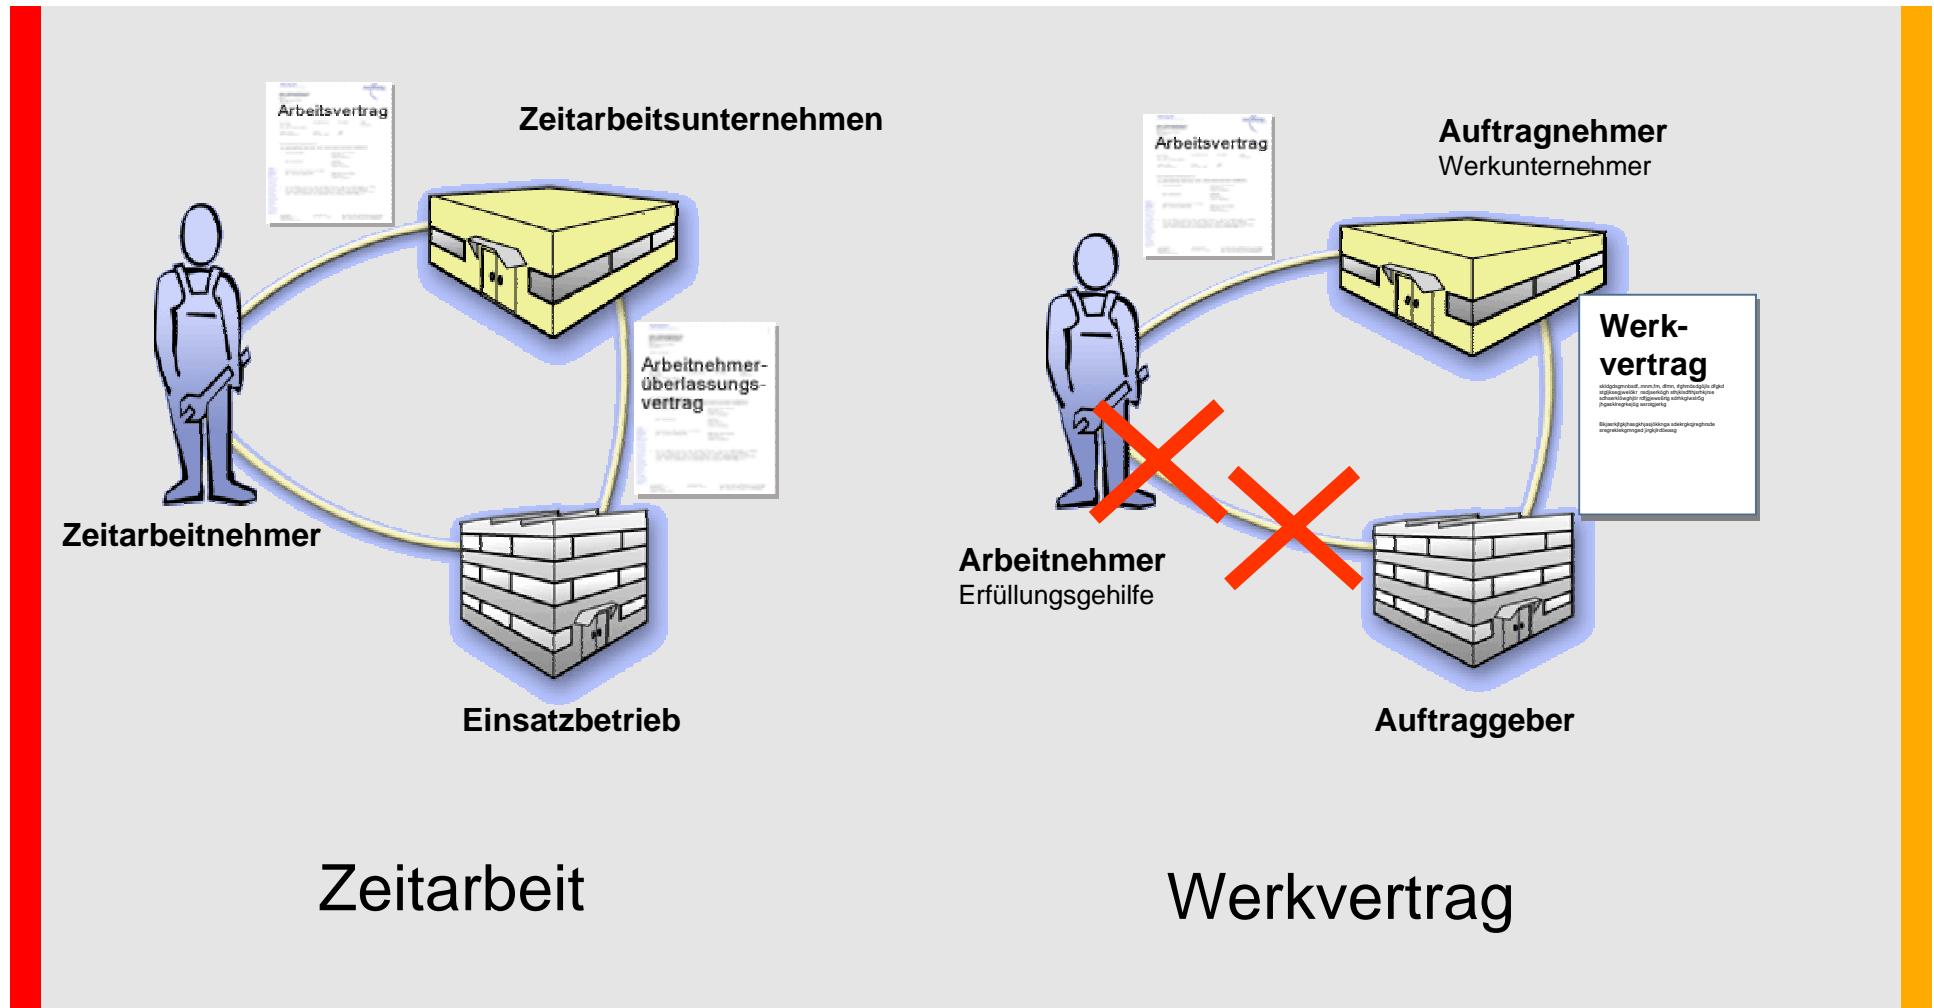 Arbeitsvertrag
Zeitarbeitsunternehmen
Arbeitnehmer-
überlassungs-
vertrag
Zeitarbeitnehmer
Einsatzbetrieb
Zeitarbeit
Arbeitsvertrag
Auftragnehmer
Werkunternehmer
Werk-
vertrag
Arbeitnehmer
Erfüllungsgehilfe
Auftraggeber
Werkvertrag